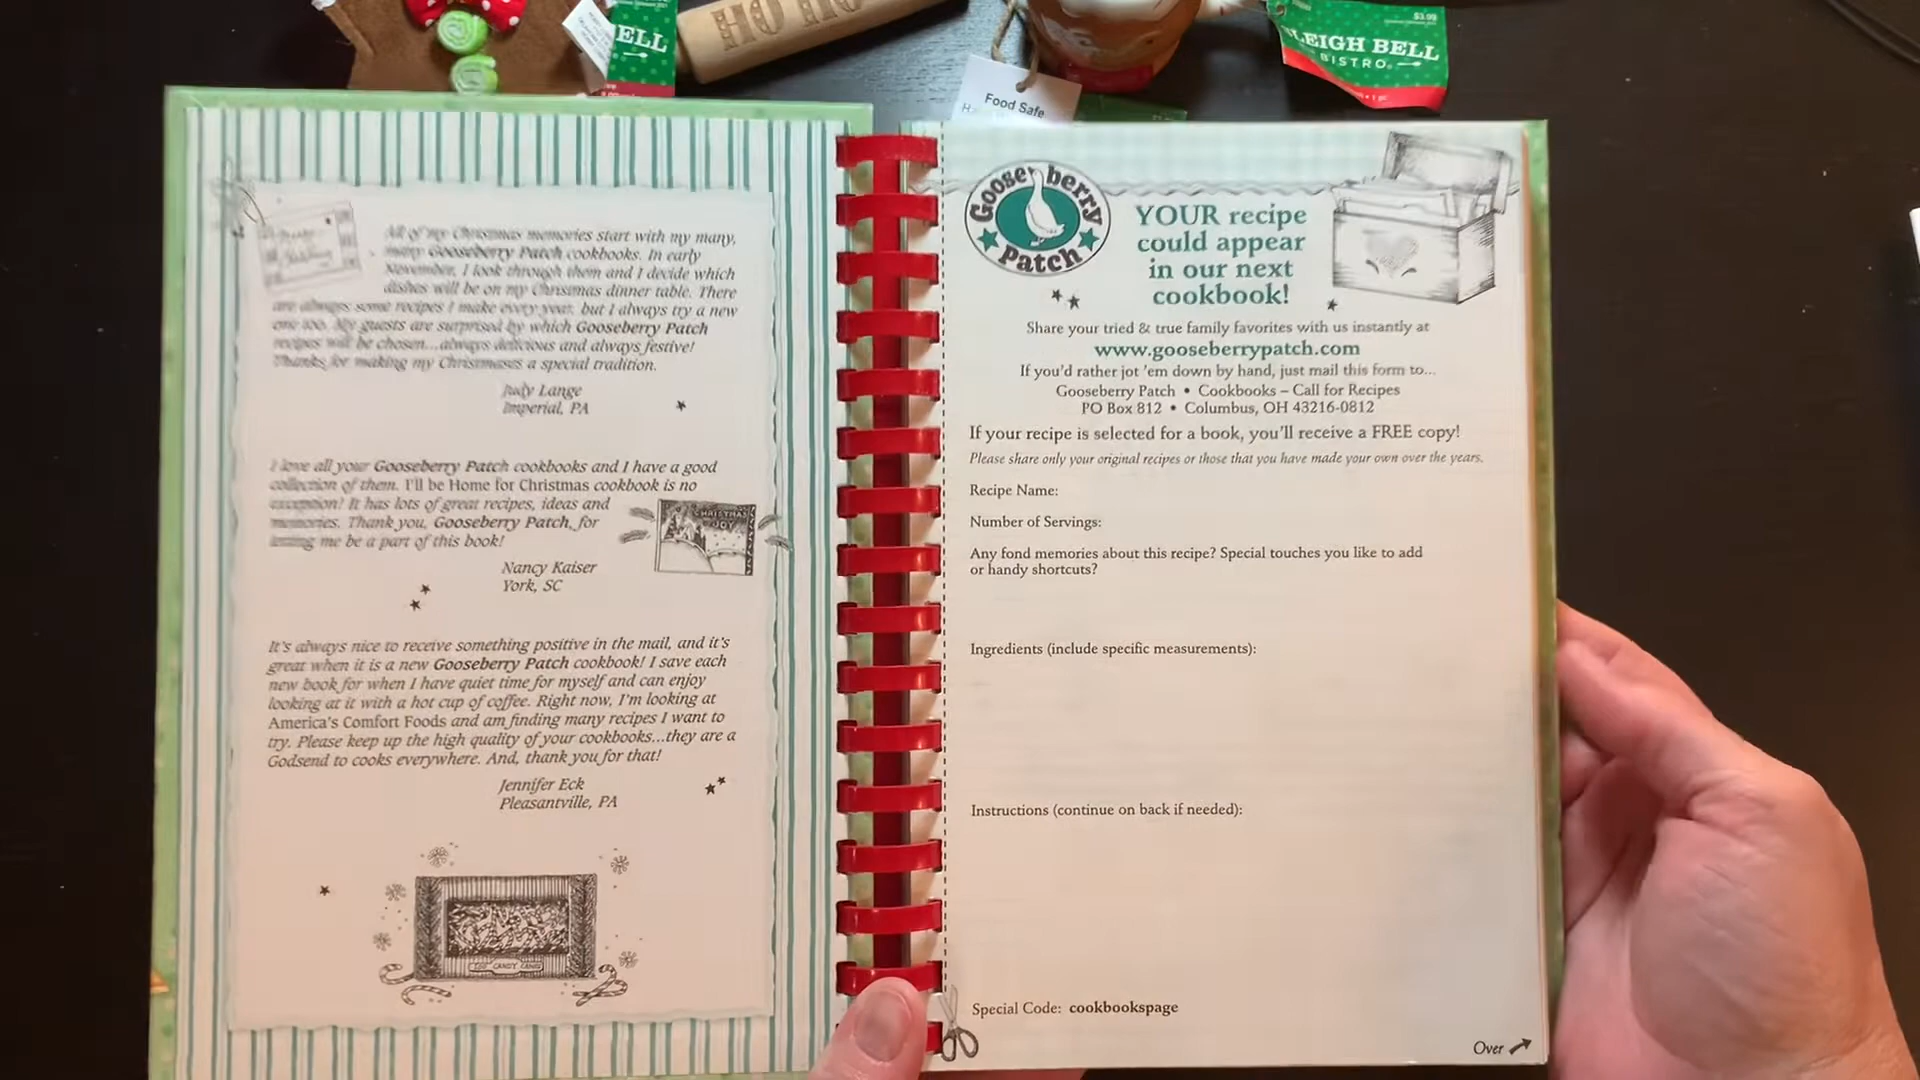 HO HO
ELL
$3.99
SLEIGH BELL
BISTRO
Food Safe
All of my Christmas memories start with my many,
many Gooseberry Patch cookbooks. In early
November, I look through them and I decide which
dishes will be on my Christmas dinner table. There
are always some recipes I make every year, but I always try a new
one too. My guests are surprised by which Gooseberry Patch
recipes will be chosen...always delicious and always festive!
Thanks for making my Christmases a special tradition.
Judy Lange
Imperial, PA
I love all your Gooseberry Patch cookbooks and I have a good
collection of them. I'll be Home for Christmas cookbook is no
exception! It has lots of great recipes, ideas and
memories. Thank you, Gooseberry Patch, for
letting me be a part of this book!
CHRISTMAS
JOY
Nancy Kaiser
York, SC
It's always nice to receive something positive in the mail, and it's
great when it is a new Gooseberry Patch cookbook! I save each
new book for when I have quiet time for myself and can enjoy
looking at it with a hot cup of coffee. Right now, I'm looking at
America's Comfort Foods and am finding many recipes I want to
try. Please keep up the high quality of your cookbooks...they are a
Godsend to cooks everywhere. And, thank you for that!
Jennifer Eck
Pleasantville, PA
CANDY CANES
Gooseberry
Patch
YOUR recipe
could appear
in our next
cookbook!
Share your tried & true family favorites with us instantly at
www.gooseberrypatch.com
If you'd rather jot 'em down by hand, just mail this form to...
Gooseberry Patch • Cookbooks – Call for Recipes
PO Box 812 • Columbus, OH 43216-0812
If your recipe is selected for a book, you'll receive a FREE copy!
Please share only your original recipes or those that you have made your own over the years.
Recipe Name:
Number of Servings:
Any fond memories about this recipe? Special touches you like to add
or handy shortcuts?
Ingredients (include specific measurements):
Instructions (continue on back if needed):
Special Code: cookbookspage
Over